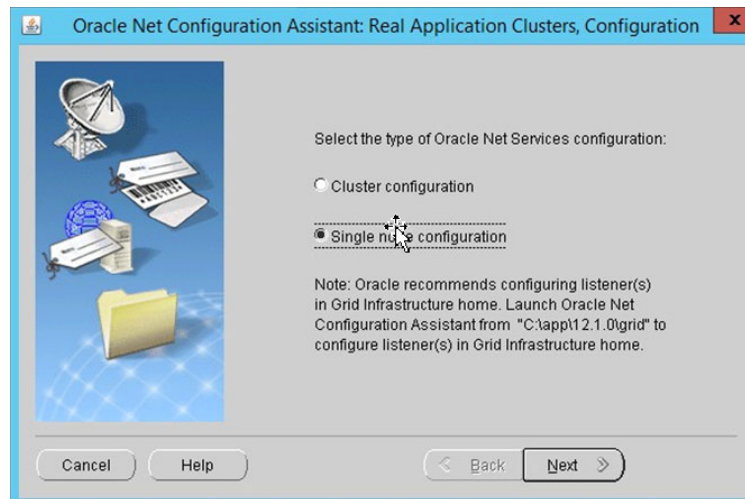 Oracle Net Configuration Assistant: Real Application Clusters, Configuration
x
Select the type of Oracle Net Services configuration:
Cluster configuration
Single node configuration
Note: Oracle recommends configuring listener(s)
in Grid Infrastructure home. Launch Oracle Net
Configuration Assistant from "C:\app\12.1.0\grid" to
configure listener(s) in Grid Infrastructure home.
Cancel
Help
Back
Next